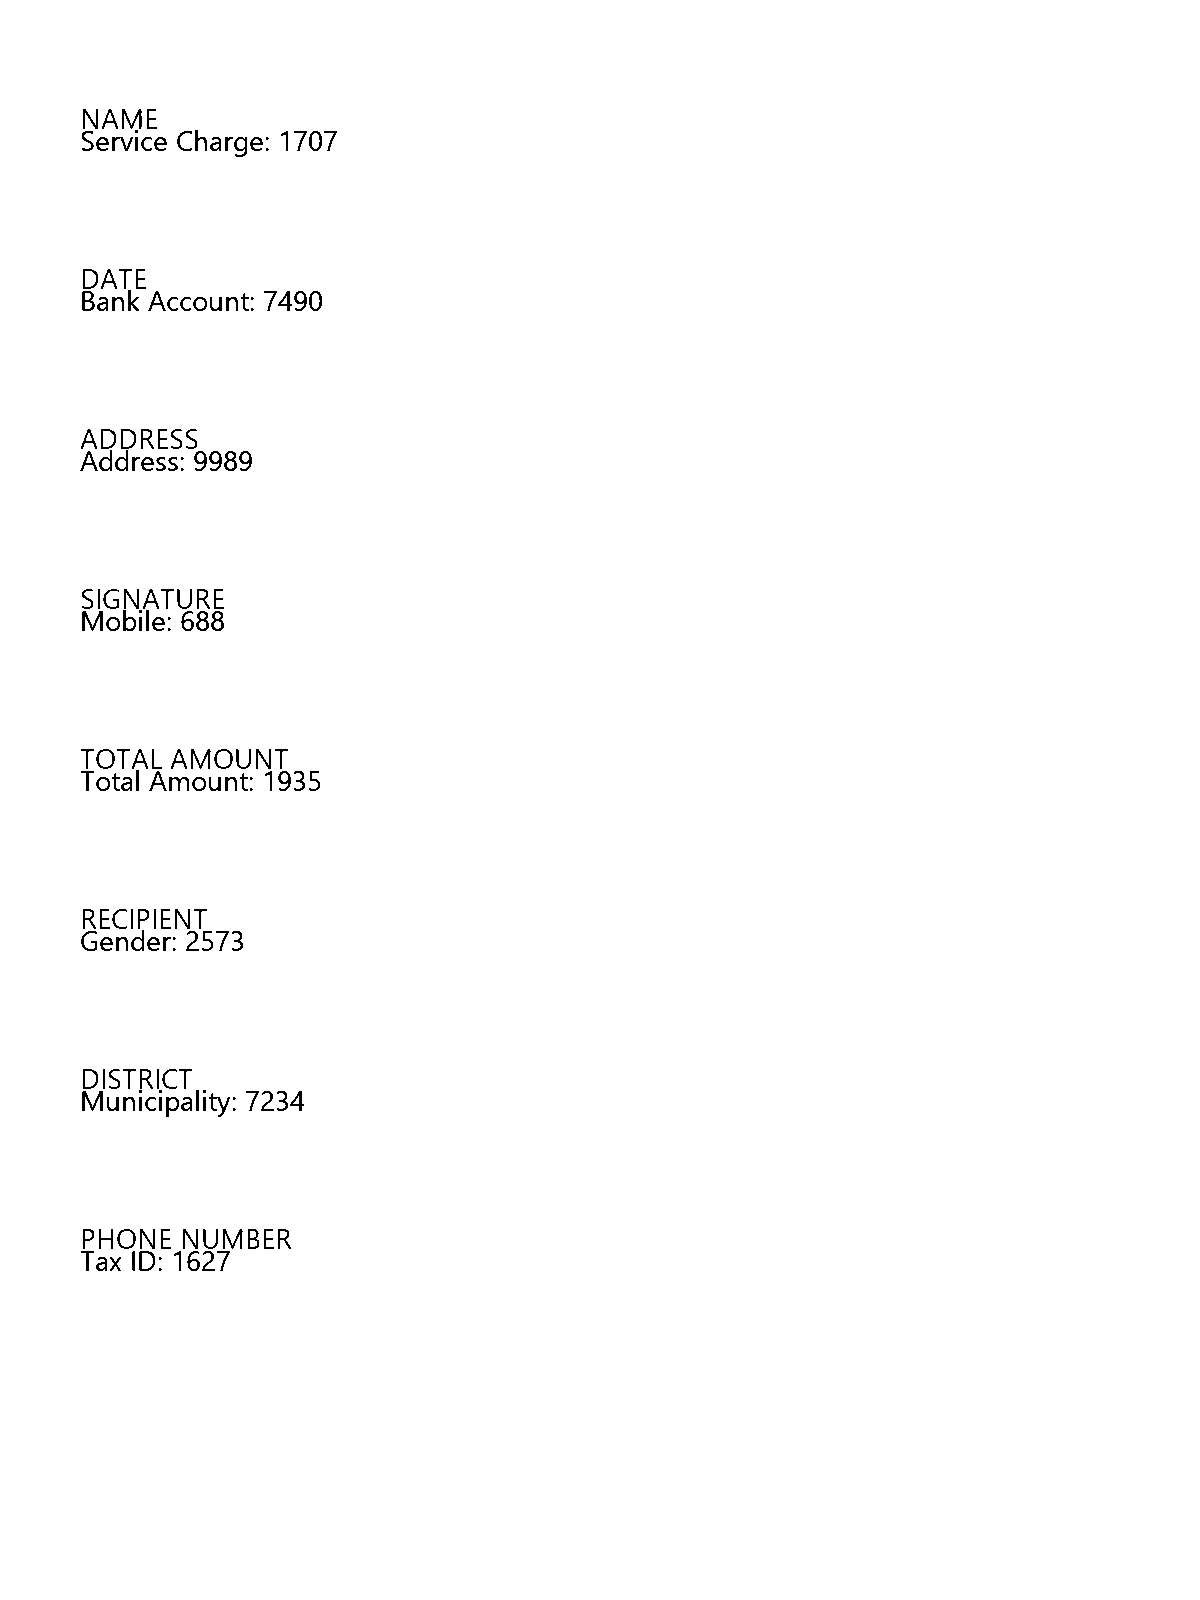 NAME
Service Charge: 1707
DATE
Bank Account: 7490
ADDRESS
Address: 9989
SIGNATURE
Mobile: 688
TOTAL AMOUNT
Total Amount: 1935
RECIPIENT
Gender: 2573
DISTRICT
Municipality: 7234
PHONE NUMBER
Tax ID: 1627